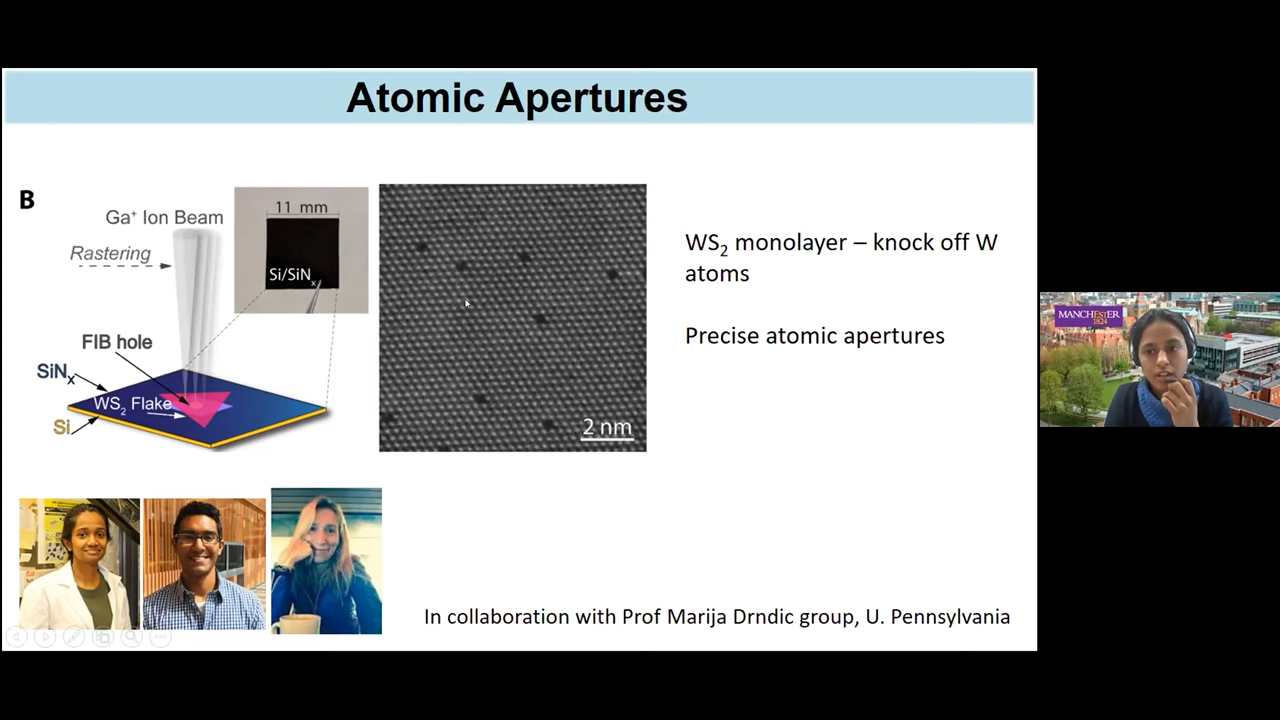 Atomic Apertures
B
Ga⁺ Ion Beam
Rastering
11 mm
Si/SiNₓ
FIB hole
SiNₓ
WS₂ Flake
Si
2 nm
WS₂ monolayer – knock off W
atoms
Precise atomic apertures
In collaboration with Prof Marija Drndic group, U. Pennsylvania
MANCHESTER
1824